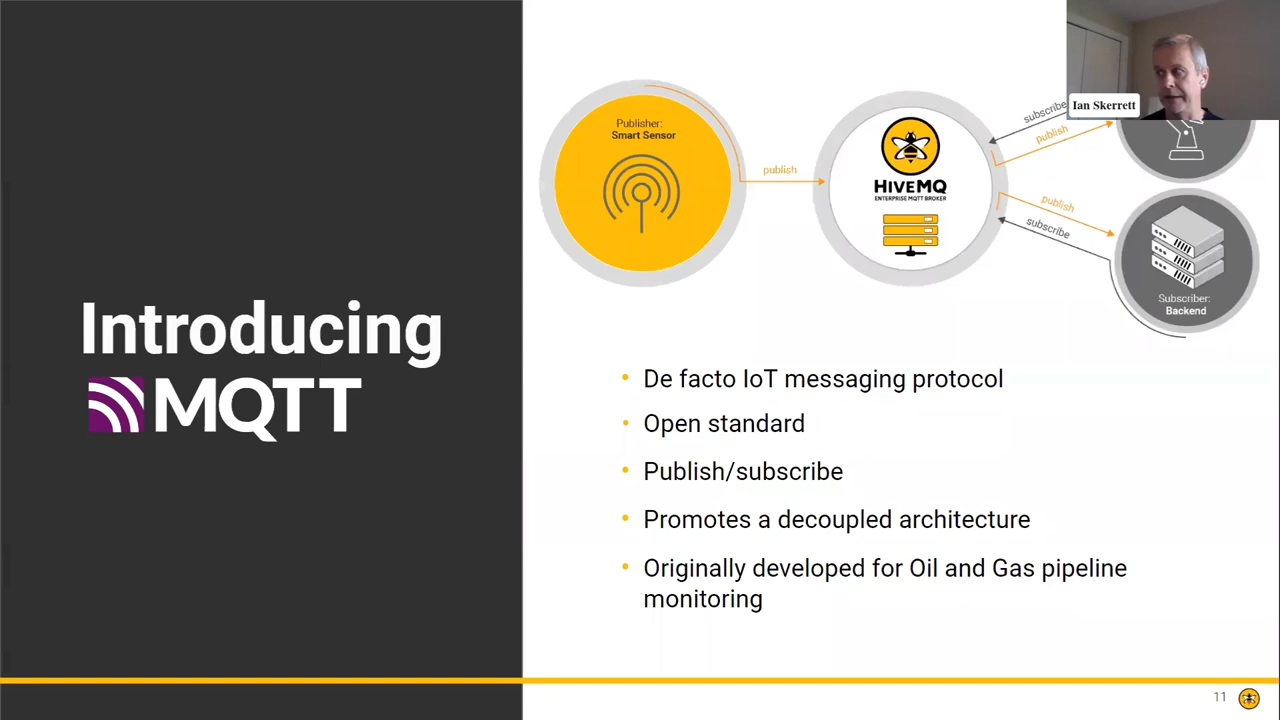 Introducing
MQTT
Publisher:
Smart Sensor
publish
HIVEMQ
ENTERPRISE MQTT BROKER
subscribe
publish
publish
subscribe
Subscriber:
Backend
Ian Skerrett
• De facto IoT messaging protocol
• Open standard
• Publish/subscribe
• Promotes a decoupled architecture
• Originally developed for Oil and Gas pipeline
monitoring
11